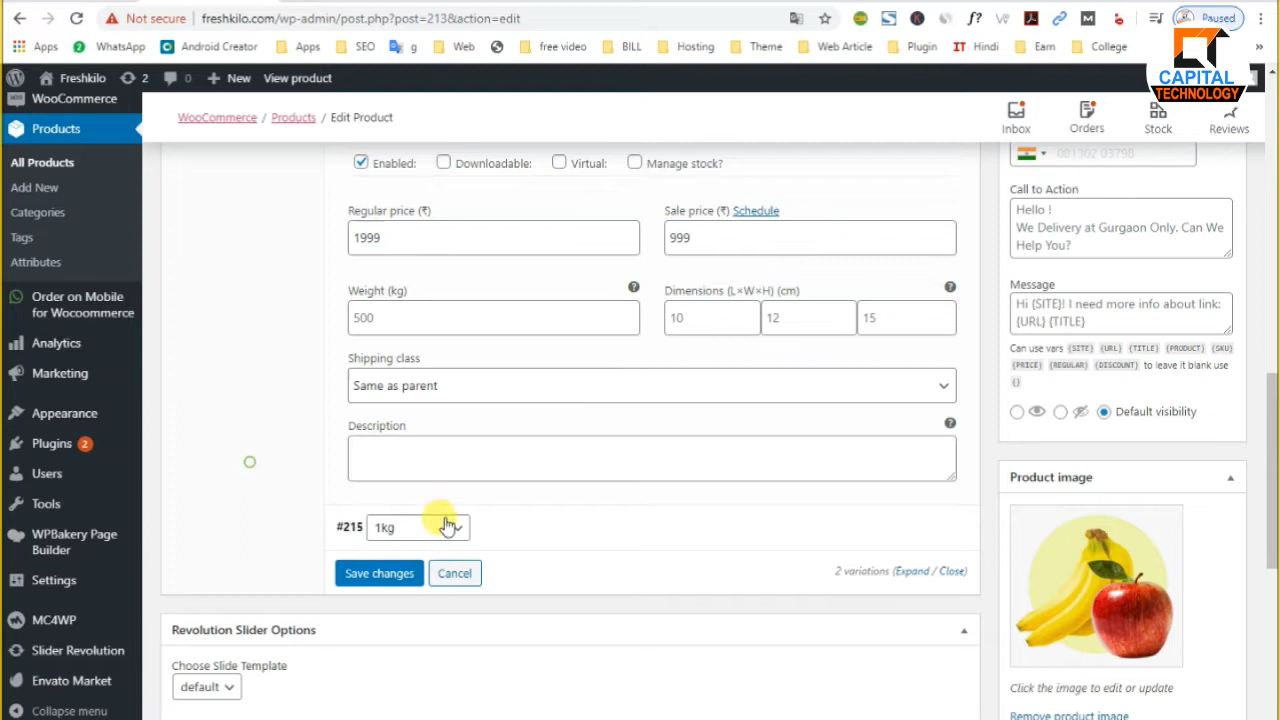 Not secure freshkilo.com/wp-admin/post.php?post=213&action=edit Paused
Apps WhatsApp Android Creator Apps SEO g Web free video BILL Hosting Theme Web Article Plugin IT Hindi Earn College »
CAPITAL
TECHNOLOGY
Freshkilo 2 0 + New View product
WooCommerce
Products
All Products
Add New
Categories
Tags
Attributes
Order on Mobile
for Wocoommerce
Analytics
Marketing
Appearance
Plugins 2
Users
Tools
WPBakery Page
Builder
Settings
MC4WP
Slider Revolution
Envato Market
Collapse menu
WooCommerce / Products / Edit Product
Inbox Orders Stock Reviews
Enabled: Downloadable: Virtual: Manage stock?
Regular price (₹) Sale price (₹) Schedule
1999 999
Weight (kg) ? Dimensions (L×W×H) (cm) ?
500 10 12 15
Shipping class
Same as parent
Description ?
#215 1kg
Save changes Cancel 2 variations (Expand / Close)
Revolution Slider Options
Choose Slide Template
default
081302 03798
Call to Action
Hello !
We Delivery at Gurgaon Only. Can We
Help You?
Message
Hi {SITE}! I need more info about link:
{URL} {TITLE}
Can use vars {SITE} {URL} {TITLE} {PRODUCT} {SKU}
{PRICE} {REGULAR} {DISCOUNT} to leave it blank use
{}
Default visibility
Product image
Click the image to edit or update
Remove product image